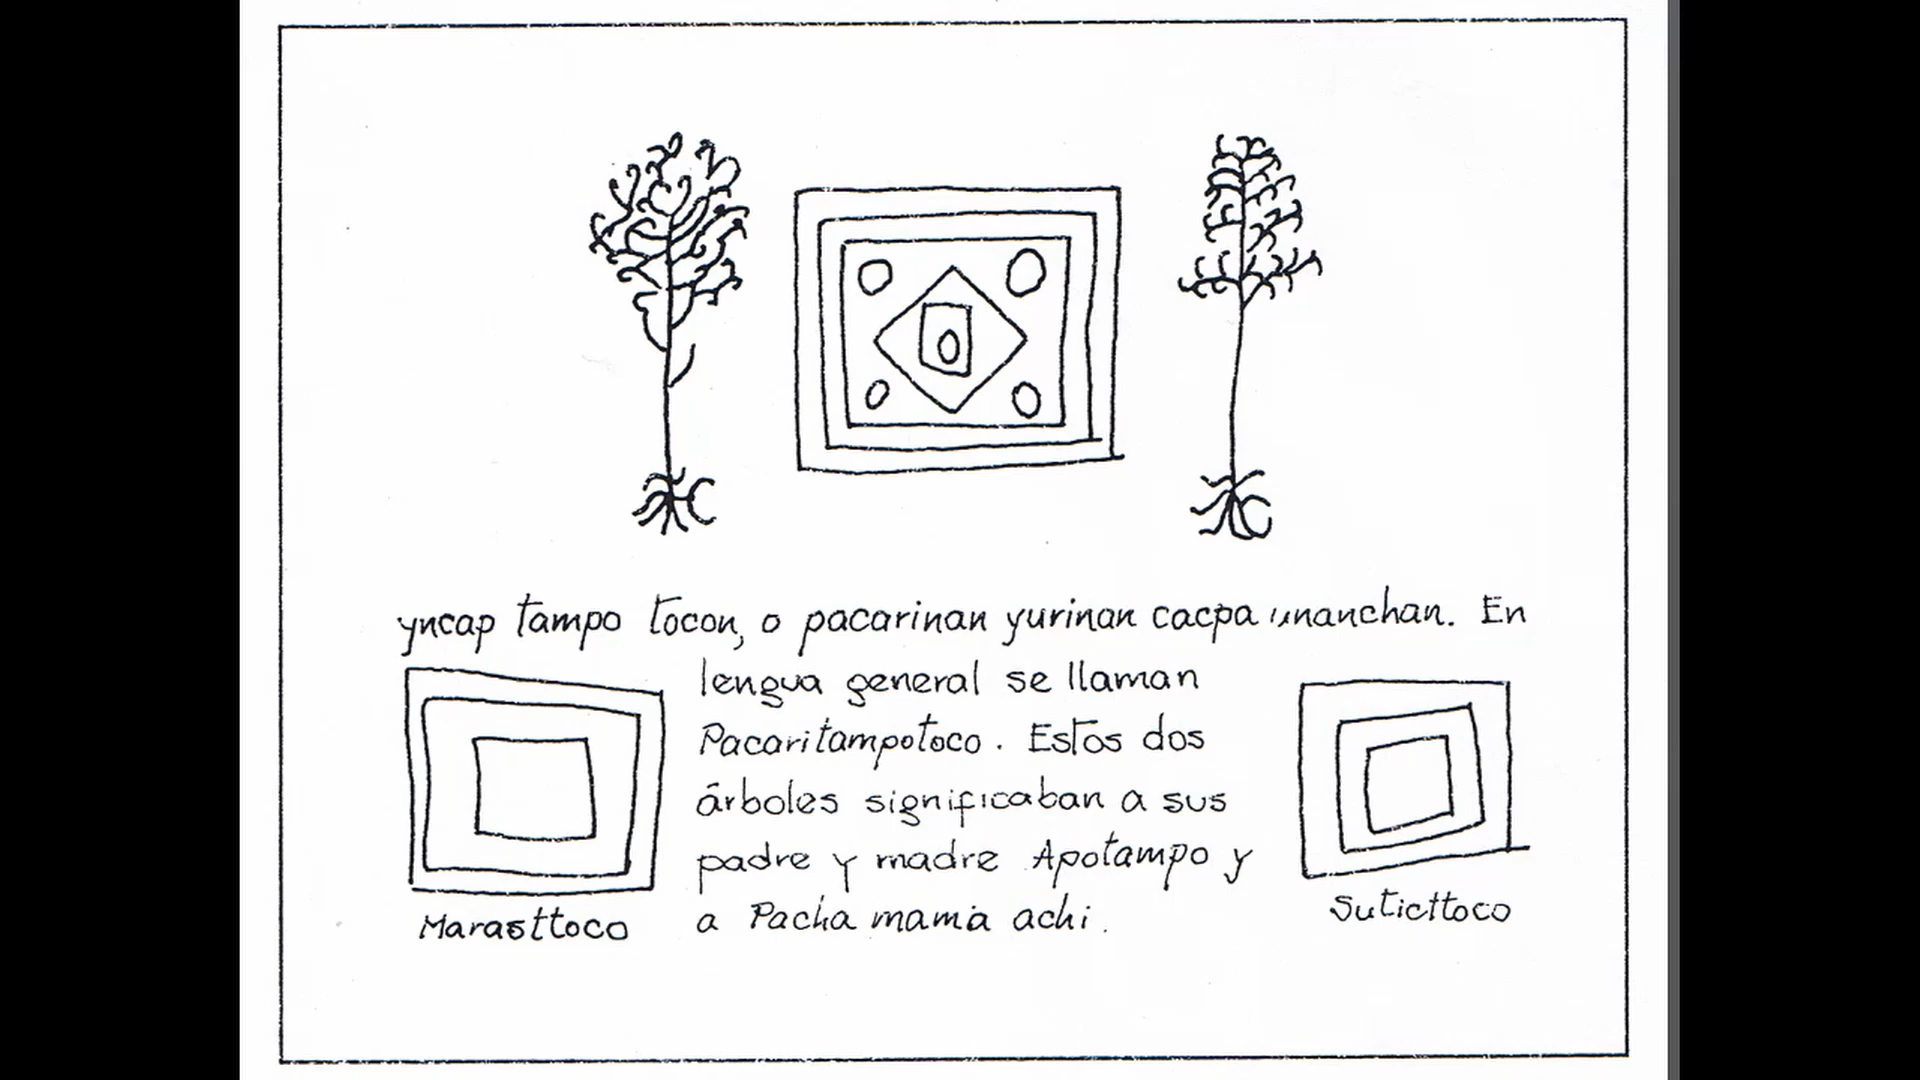 yncap tampo tocon, o pacarinan yurinan cacpa unanchan. En
lengua general se llaman
Pacaritampotoco. Estos dos
árboles significaban a sus
padre y madre Apotampo y
a Pacha mama achi.
Marasttoco
Suticttoco